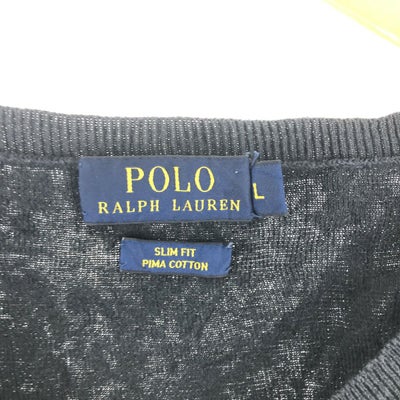 POLO
RALPH LAUREN
L
SLIM FIT
PIMA COTTON